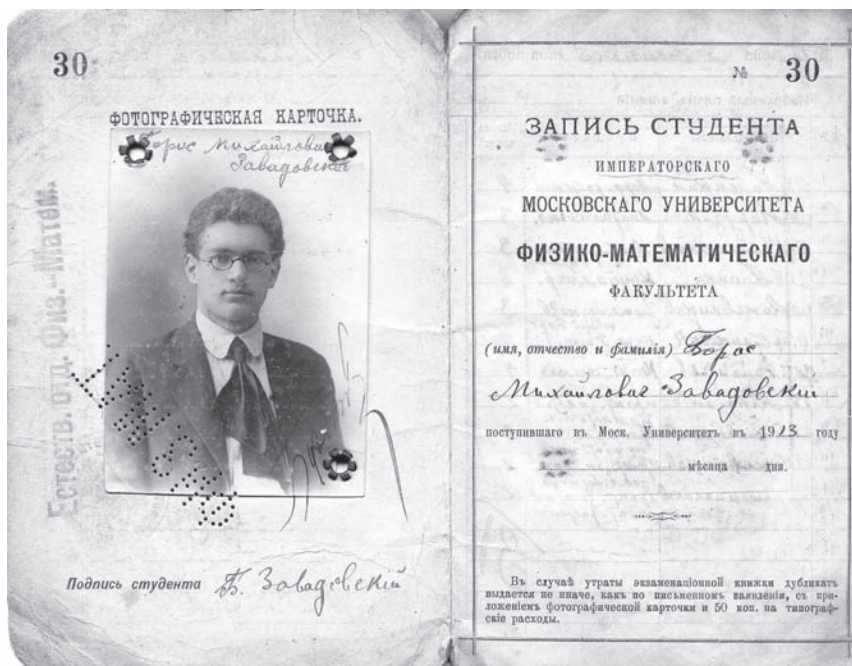 30
ФОТОГРАФИЧЕСКАЯ КАРТОЧКА.
Борис Михайлович
Завадовскій
Естеств. отд. Физ.-Матем.
Подпись студента Б. Завадовскій
№ 30
ЗАПИСЬ СТУДЕНТА
ИМПЕРАТОРСКАГО
МОСКОВСКАГО УНИВЕРСИТЕТА
ФИЗИКО-МАТЕМАТИЧЕСКАГО
ФАКУЛЬТЕТА
(имя, отчество и фамилія) Борис
Михайлович Завадовскій
поступившаго въ Моск. Университетъ въ 1913 году
мѣсяца дня.
Въ случаѣ утраты экзаменаціонной книжки дубликатъ
выдается не иначе, какъ по письменномъ заявленіи, съ при-
ложеніемъ фотографической карточки и 50 коп. на типограф-
скіе расходы.